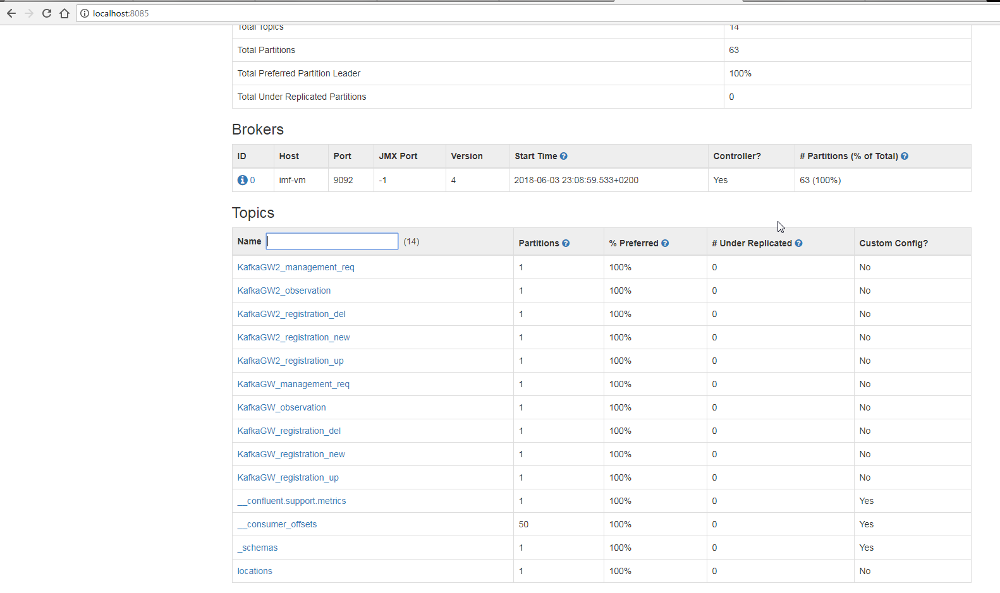 localhost:8085
Total Topics 14
Total Partitions 63
Total Preferred Partition Leader 100%
Total Under Replicated Partitions 0
Brokers
ID Host Port JMX Port Version Start Time Controller? # Partitions (% of Total)
0 imf-vm 9092 -1 4 2018-06-03 23:08:59.533+0200 Yes 63 (100%)
Topics
Name (14) Partitions % Preferred # Under Replicated Custom Config?
KafkaGW2_management_req 1 100% 0 No
KafkaGW2_observation 1 100% 0 No
KafkaGW2_registration_del 1 100% 0 No
KafkaGW2_registration_new 1 100% 0 No
KafkaGW2_registration_up 1 100% 0 No
KafkaGW_management_req 1 100% 0 No
KafkaGW_observation 1 100% 0 No
KafkaGW_registration_del 1 100% 0 No
KafkaGW_registration_new 1 100% 0 No
KafkaGW_registration_up 1 100% 0 No
__confluent.support.metrics 1 100% 0 Yes
__consumer_offsets 50 100% 0 Yes
_schemas 1 100% 0 Yes
locations 1 100% 0 No